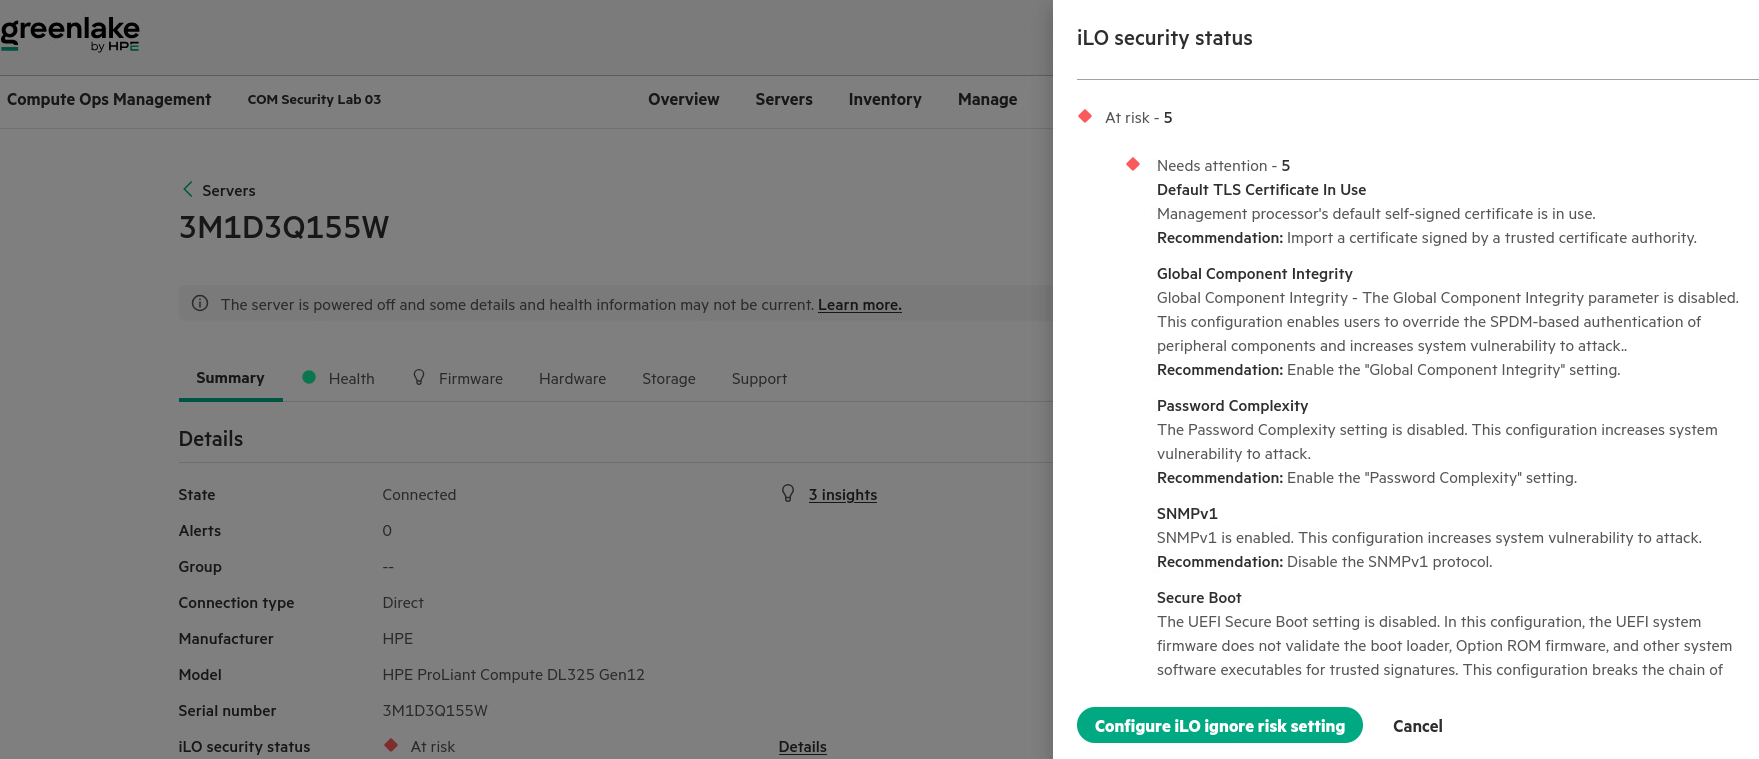 greenlake
by HPE
Compute Ops Management
COM Security Lab 03
Overview
Servers
Inventory
Manage
Servers
3M1D3Q155W
The server is powered off and some details and health information may not be current. Learn more.
Summary
Health
Firmware
Hardware
Storage
Support
Details
State Connected
3 insights
Alerts 0
Group --
Connection type Direct
Manufacturer HPE
Model HPE ProLiant Compute DL325 Gen12
Serial number 3M1D3Q155W
iLO security status At risk
Details
iLO security status
At risk - 5
Needs attention - 5
Default TLS Certificate In Use
Management processor's default self-signed certificate is in use.
Recommendation: Import a certificate signed by a trusted certificate authority.
Global Component Integrity
Global Component Integrity - The Global Component Integrity parameter is disabled.
This configuration enables users to override the SPDM-based authentication of
peripheral components and increases system vulnerability to attack..
Recommendation: Enable the "Global Component Integrity" setting.
Password Complexity
The Password Complexity setting is disabled. This configuration increases system
vulnerability to attack.
Recommendation: Enable the "Password Complexity" setting.
SNMPv1
SNMPv1 is enabled. This configuration increases system vulnerability to attack.
Recommendation: Disable the SNMPv1 protocol.
Secure Boot
The UEFI Secure Boot setting is disabled. In this configuration, the UEFI system
firmware does not validate the boot loader, Option ROM firmware, and other system
software executables for trusted signatures. This configuration breaks the chain of
Configure iLO ignore risk setting
Cancel